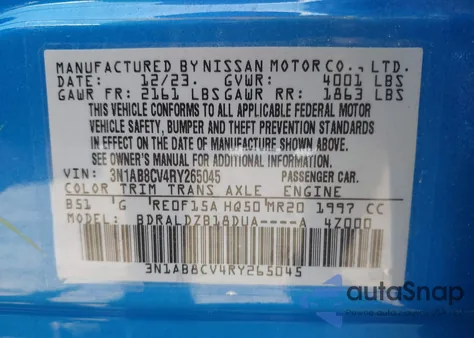 MANUFACTURED BY NISSAN MOTOR CO., LTD.
DATE: 12/23. GVWR: 4001 LBS
GAWR FR: 2161 LBS GAWR RR: 1863 LBS
THIS VEHICLE CONFORMS TO ALL APPLICABLE FEDERAL MOTOR
VEHICLE SAFETY, BUMPER AND THEFT PREVENTION STANDARDS
IN EFFECT ON THE DATE OF MANUFACTURE SHOWN ABOVE.
SEE OWNER'S MANUAL FOR ADDITIONAL INFORMATION.
VIN: 3N1AB8CV4RY265045 PASSENGER CAR.
COLOR TRIM TRANS AXLE ENGINE
B51 G RE0F15A HQ50 MR20 1997 CC
MODEL: BDRALDZB18DUA----A 4Z000
3N1AB8CV4RY265045
autoSnap